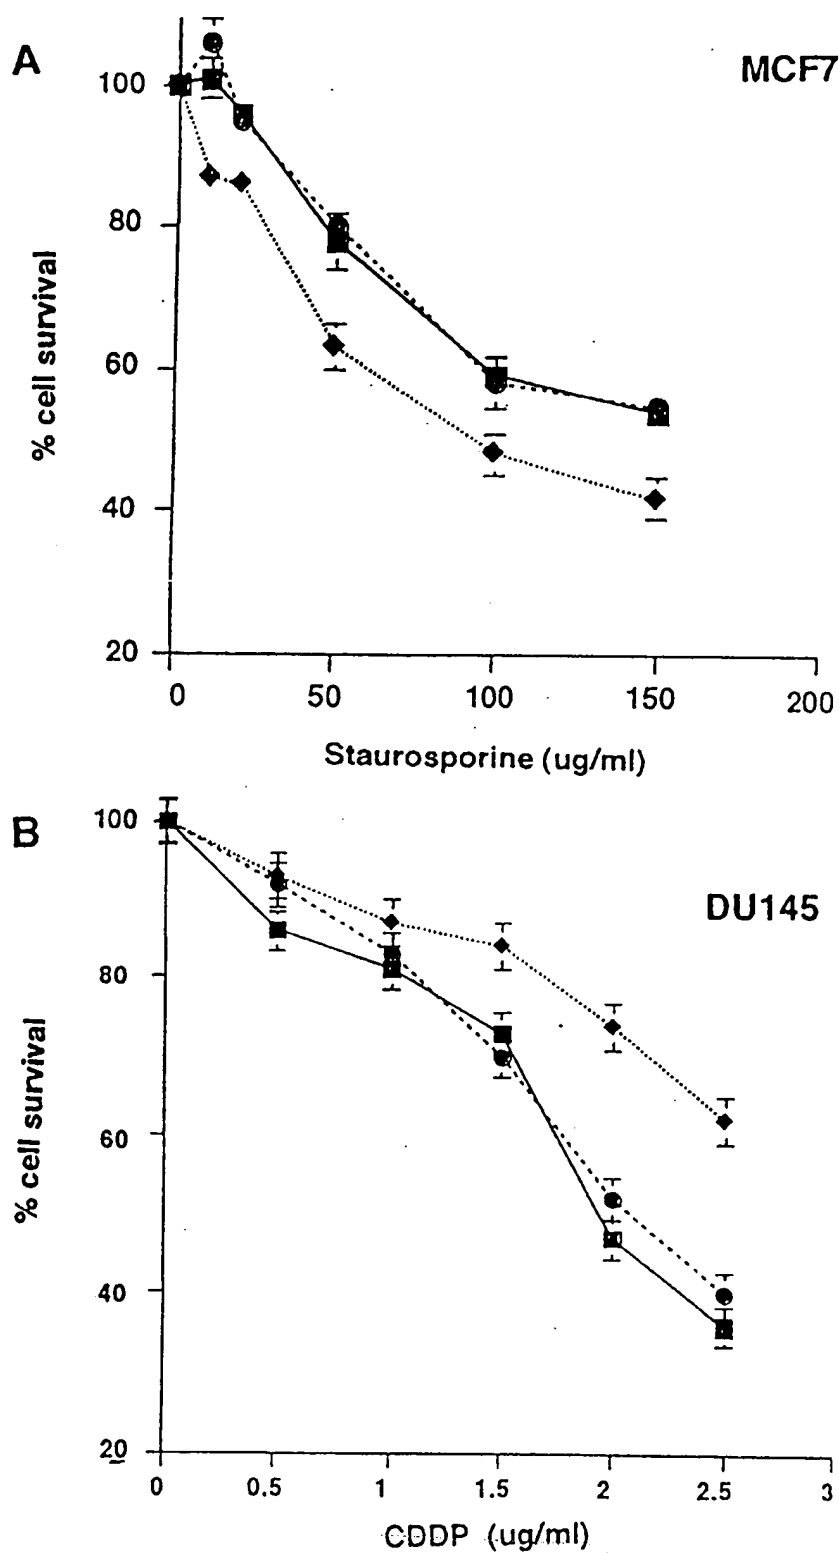 A
MCF7
100
80
60
40
20
% cell survival
0 50 100 150 200
Staurosporine (ug/ml)
B
DU145
100
80
60
40
20
% cell survival
0 0.5 1 1.5 2 2.5 3
CDDP (ug/ml)